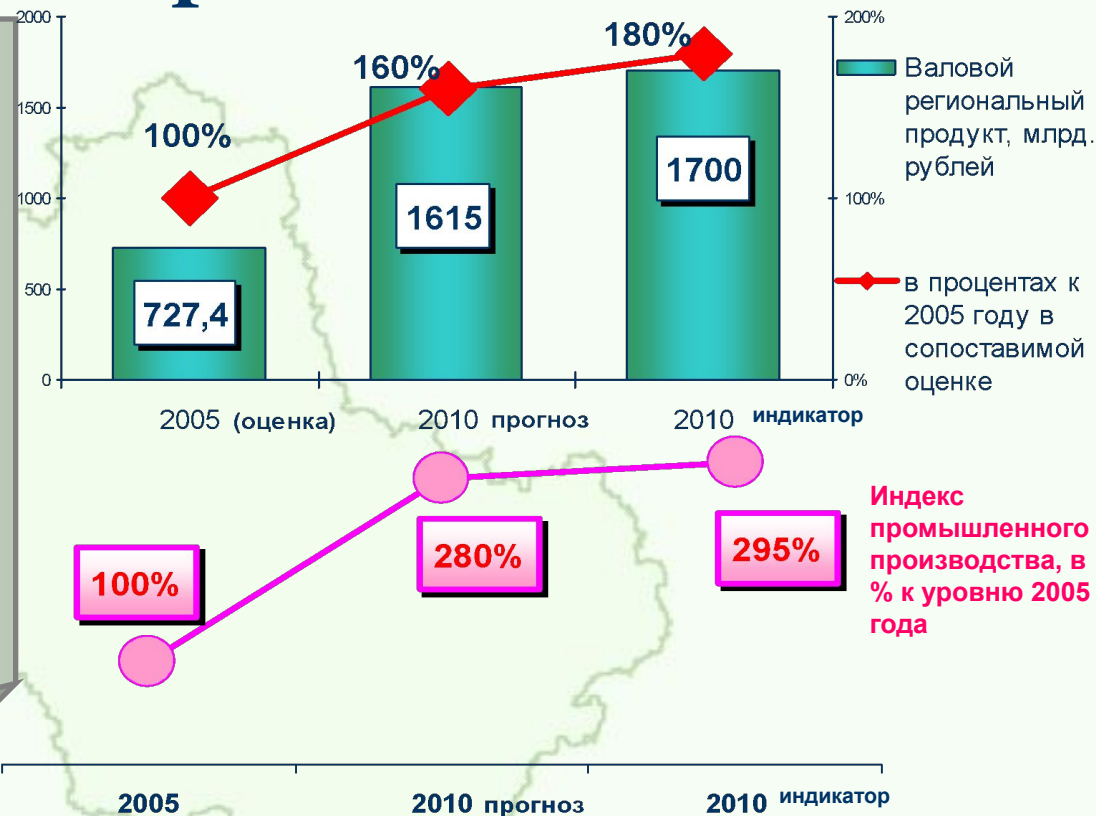 2000
1500
1000
500
0
200%
100%
0%
100%
160%
180%
727,4
1615
1700
2005 (оценка)
2010 прогноз
2010 индикатор
Валовой
региональный
продукт, млрд.
рублей
в процентах к
2005 году в
сопоставимой
оценке
100%
280%
295%
Индекс
промышленного
производства, в
% к уровню 2005
года
2005
2010 прогноз
2010 индикатор